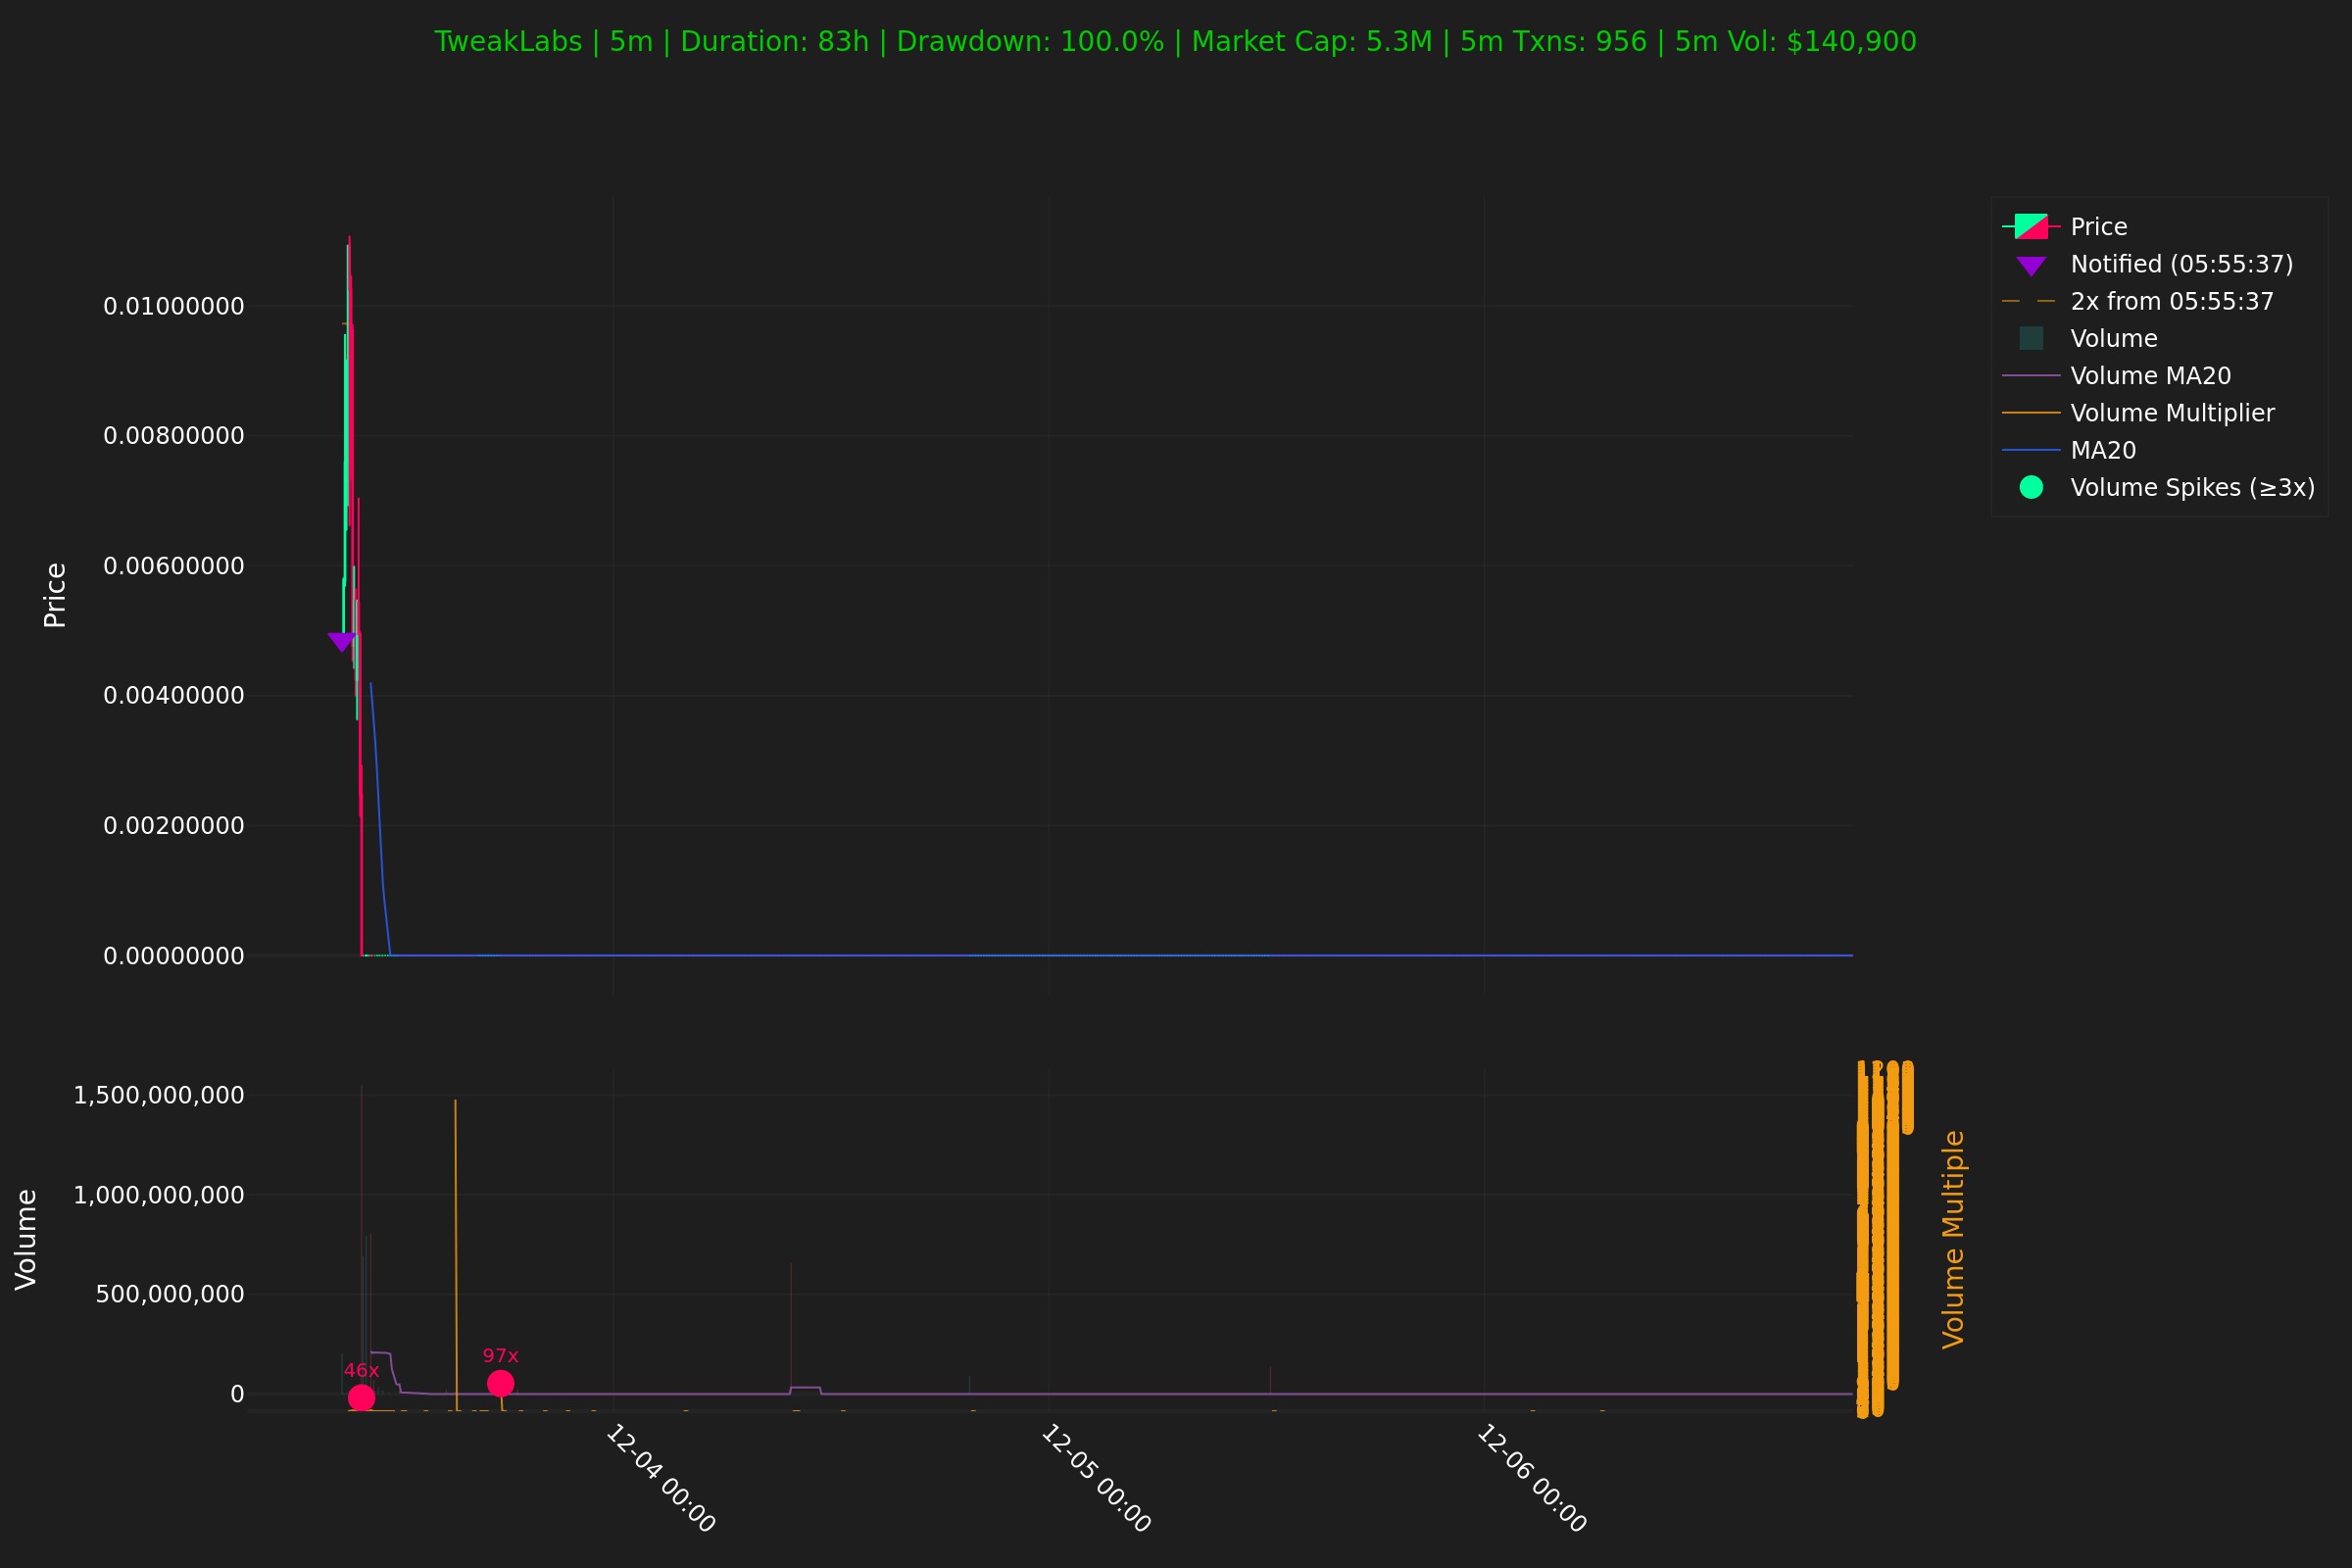 TweakLabs | 5m | Duration: 83h | Drawdown: 100.0% | Market Cap: 5.3M | 5m Txns: 956 | 5m Vol: $140,900
Price
Notified (05:55:37)
2x from 05:55:37
Volume
Volume MA20
Volume Multiplier
MA20
Volume Spikes (≥3x)
Price
0.01000000
0.00800000
0.00600000
0.00400000
0.00200000
0.00000000
Volume
1,500,000,000
1,000,000,000
500,000,000
0
46x
97x
Volume Multiple
12-04 00:00
12-05 00:00
12-06 00:00